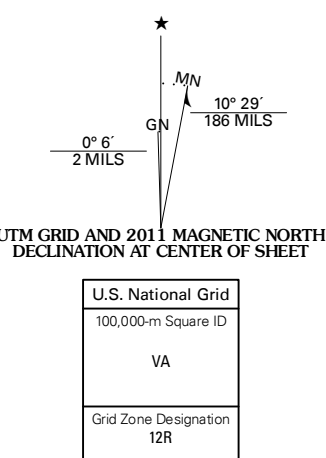 ★
MN
GN
10° 29´
186 MILS
0° 6´
2 MILS
UTM GRID AND 2011 MAGNETIC NORTH
DECLINATION AT CENTER OF SHEET
U.S. National Grid
100,000-m Square ID
VA
Grid Zone Designation
12R